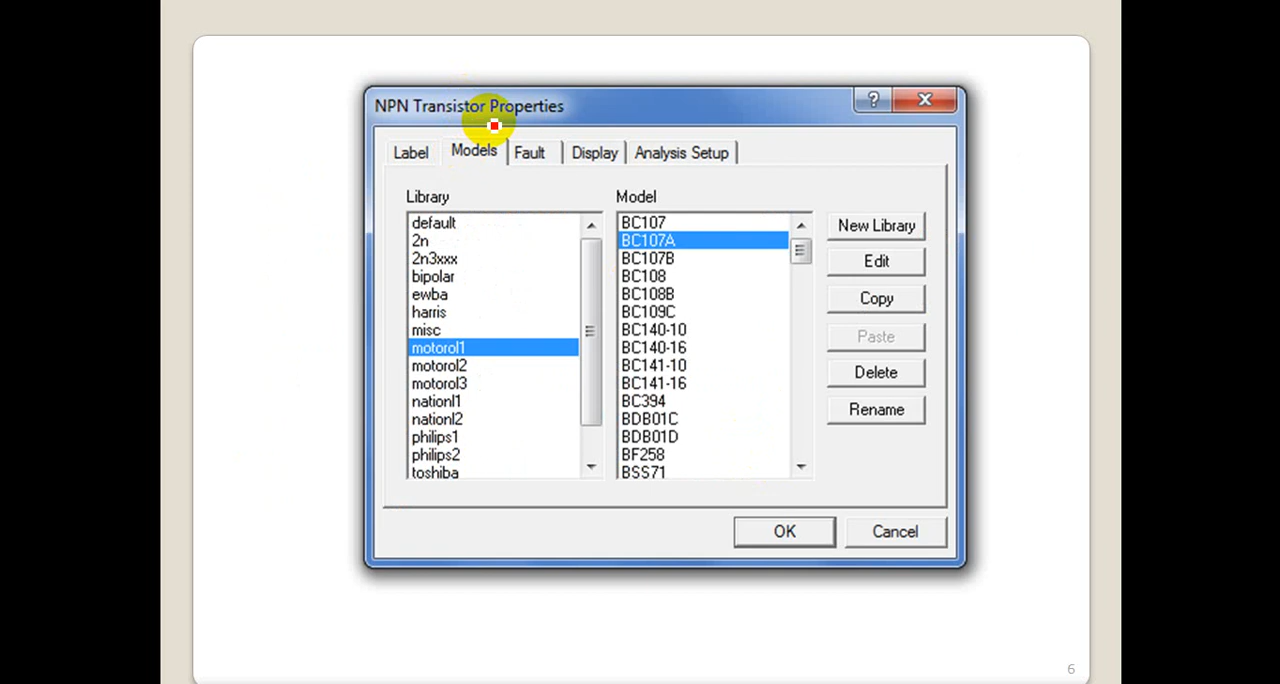 NPN Transistor Properties
?
Label Models Fault Display Analysis Setup
Library
default
2n
2n3xxx
bipolar
ewba
harris
misc
motorol1
motorol2
motorol3
nationl1
nationl2
philips1
philips2
toshiba
Model
BC107
BC107A
BC107B
BC108
BC108B
BC109C
BC140-10
BC140-16
BC141-10
BC141-16
BC394
BDB01C
BDB01D
BF258
BSS71
New Library
Edit
Copy
Paste
Delete
Rename
OK Cancel
6